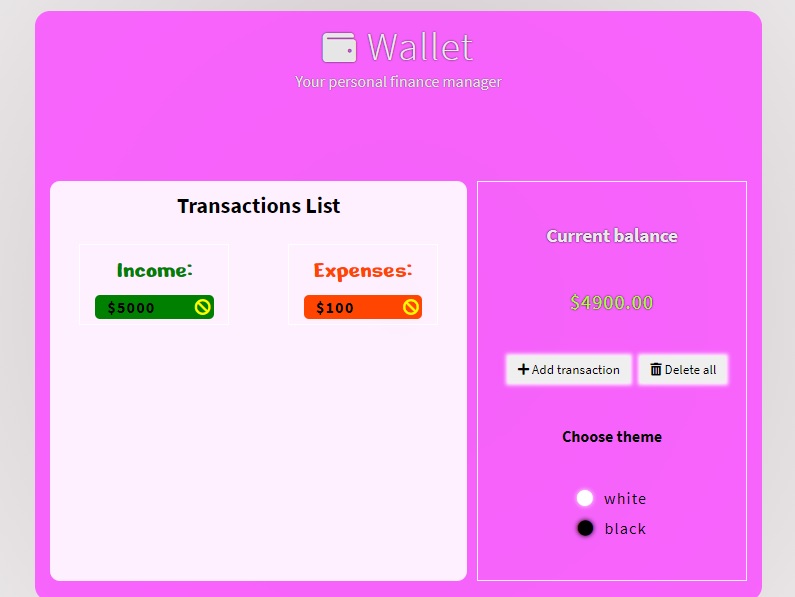 Wallet
Your personal finance manager
Transactions List
Income:
$5000
Expenses:
$100
Current balance
$4900.00
Add transaction
Delete all
Choose theme
white
black